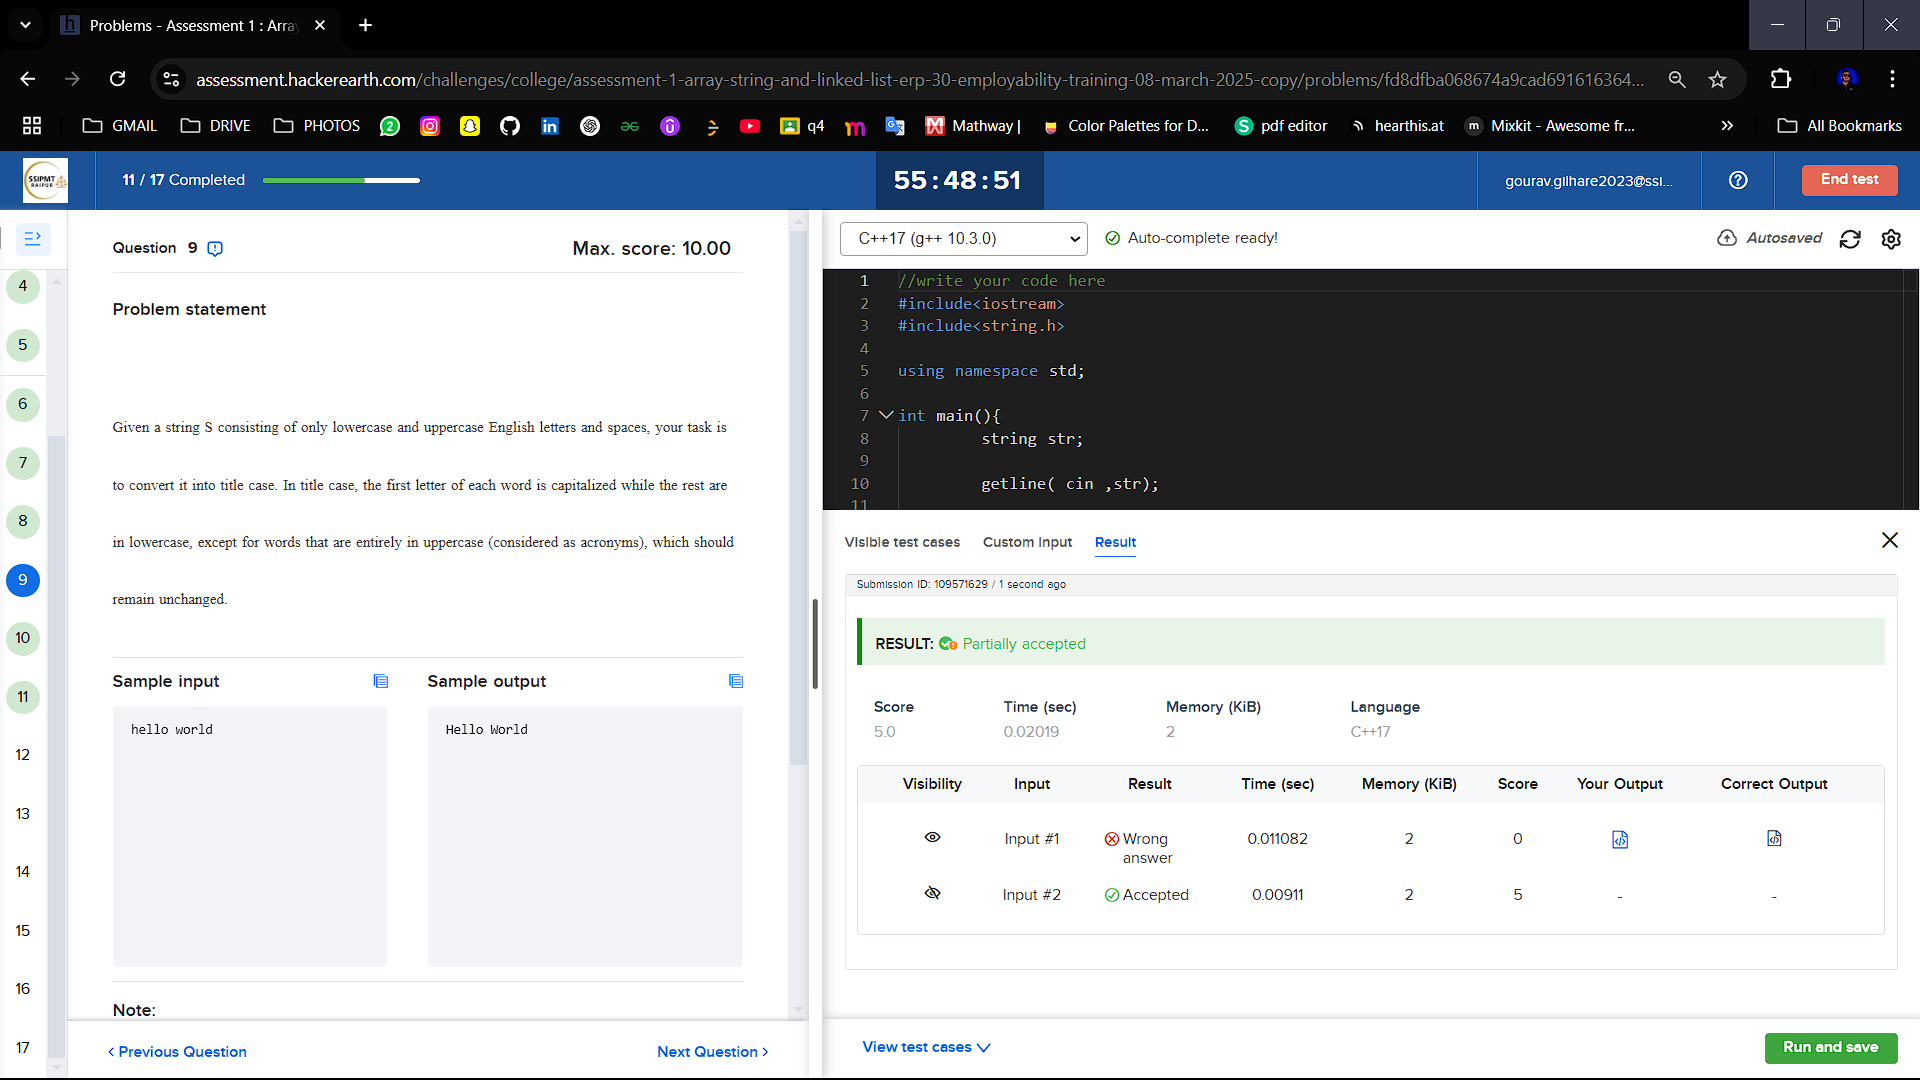 Problems - Assessment 1 : Arra
assessment.hackerearth.com/challenges/college/assessment-1-array-string-and-linked-list-erp-30-employability-training-08-march-2025-copy/problems/fd8dfba068674a9cad691616364...
GMAIL DRIVE PHOTOS q4 Mathway | Color Palettes for D... pdf editor hearthis.at Mixkit - Awesome fr... All Bookmarks
SSIPMT
RAIPUR
11 / 17 Completed
55:48:51
gourav.gilhare2023@ssi...
End test
Question 9
Max. score: 10.00
C++17 (g++ 10.3.0)
Auto-complete ready!
Autosaved
4
5
6
7
8
9
10
11
12
13
14
15
16
17
Problem statement
Given a string S consisting of only lowercase and uppercase English letters and spaces, your task is
to convert it into title case. In title case, the first letter of each word is capitalized while the rest are
in lowercase, except for words that are entirely in uppercase (considered as acronyms), which should
remain unchanged.
Sample input
hello world
Sample output
Hello World
Note:
< Previous Question
Next Question >
1 //write your code here
2 #include<iostream>
3 #include<string.h>
4
5 using namespace std;
6
7 int main(){
8 string str;
9
10 getline( cin ,str);
11
Visible test cases Custom Input Result
Submission ID: 109571629 / 1 second ago
RESULT: Partially accepted
Score Time (sec) Memory (KiB) Language
5.0 0.02019 2 C++17
Visibility Input Result Time (sec) Memory (KiB) Score Your Output Correct Output
Input #1 Wrong answer 0.011082 2 0
Input #2 Accepted 0.00911 2 5 - -
View test cases
Run and save